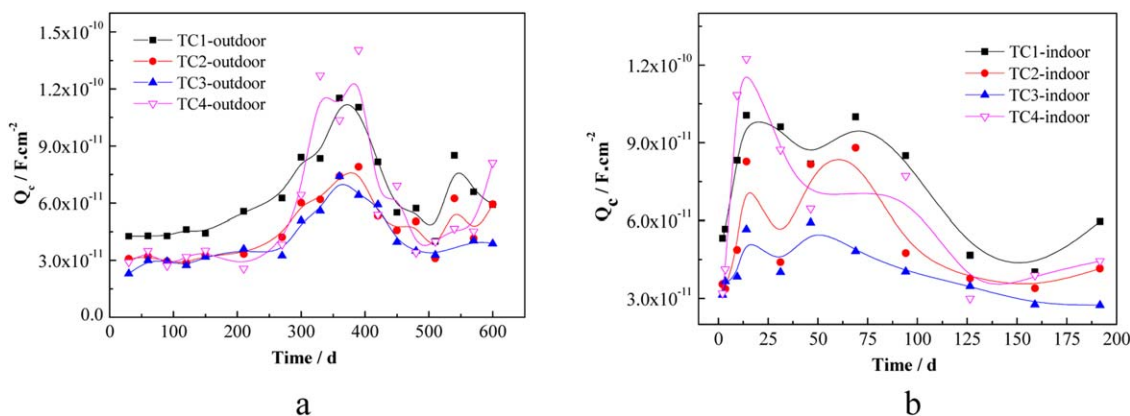 1.5x10⁻¹⁰
1.2x10⁻¹⁰
9.0x10⁻¹¹
6.0x10⁻¹¹
3.0x10⁻¹¹
0.0
Q_c / F.cm⁻²
TC1-outdoor
TC2-outdoor
TC3-outdoor
TC4-outdoor
0 100 200 300 400 500 600
Time / d
a
1.2x10⁻¹⁰
9.0x10⁻¹¹
6.0x10⁻¹¹
3.0x10⁻¹¹
Q_c / F.cm⁻²
TC1-indoor
TC2-indoor
TC3-indoor
TC4-indoor
0 25 50 75 100 125 150 175 200
Time / d
b